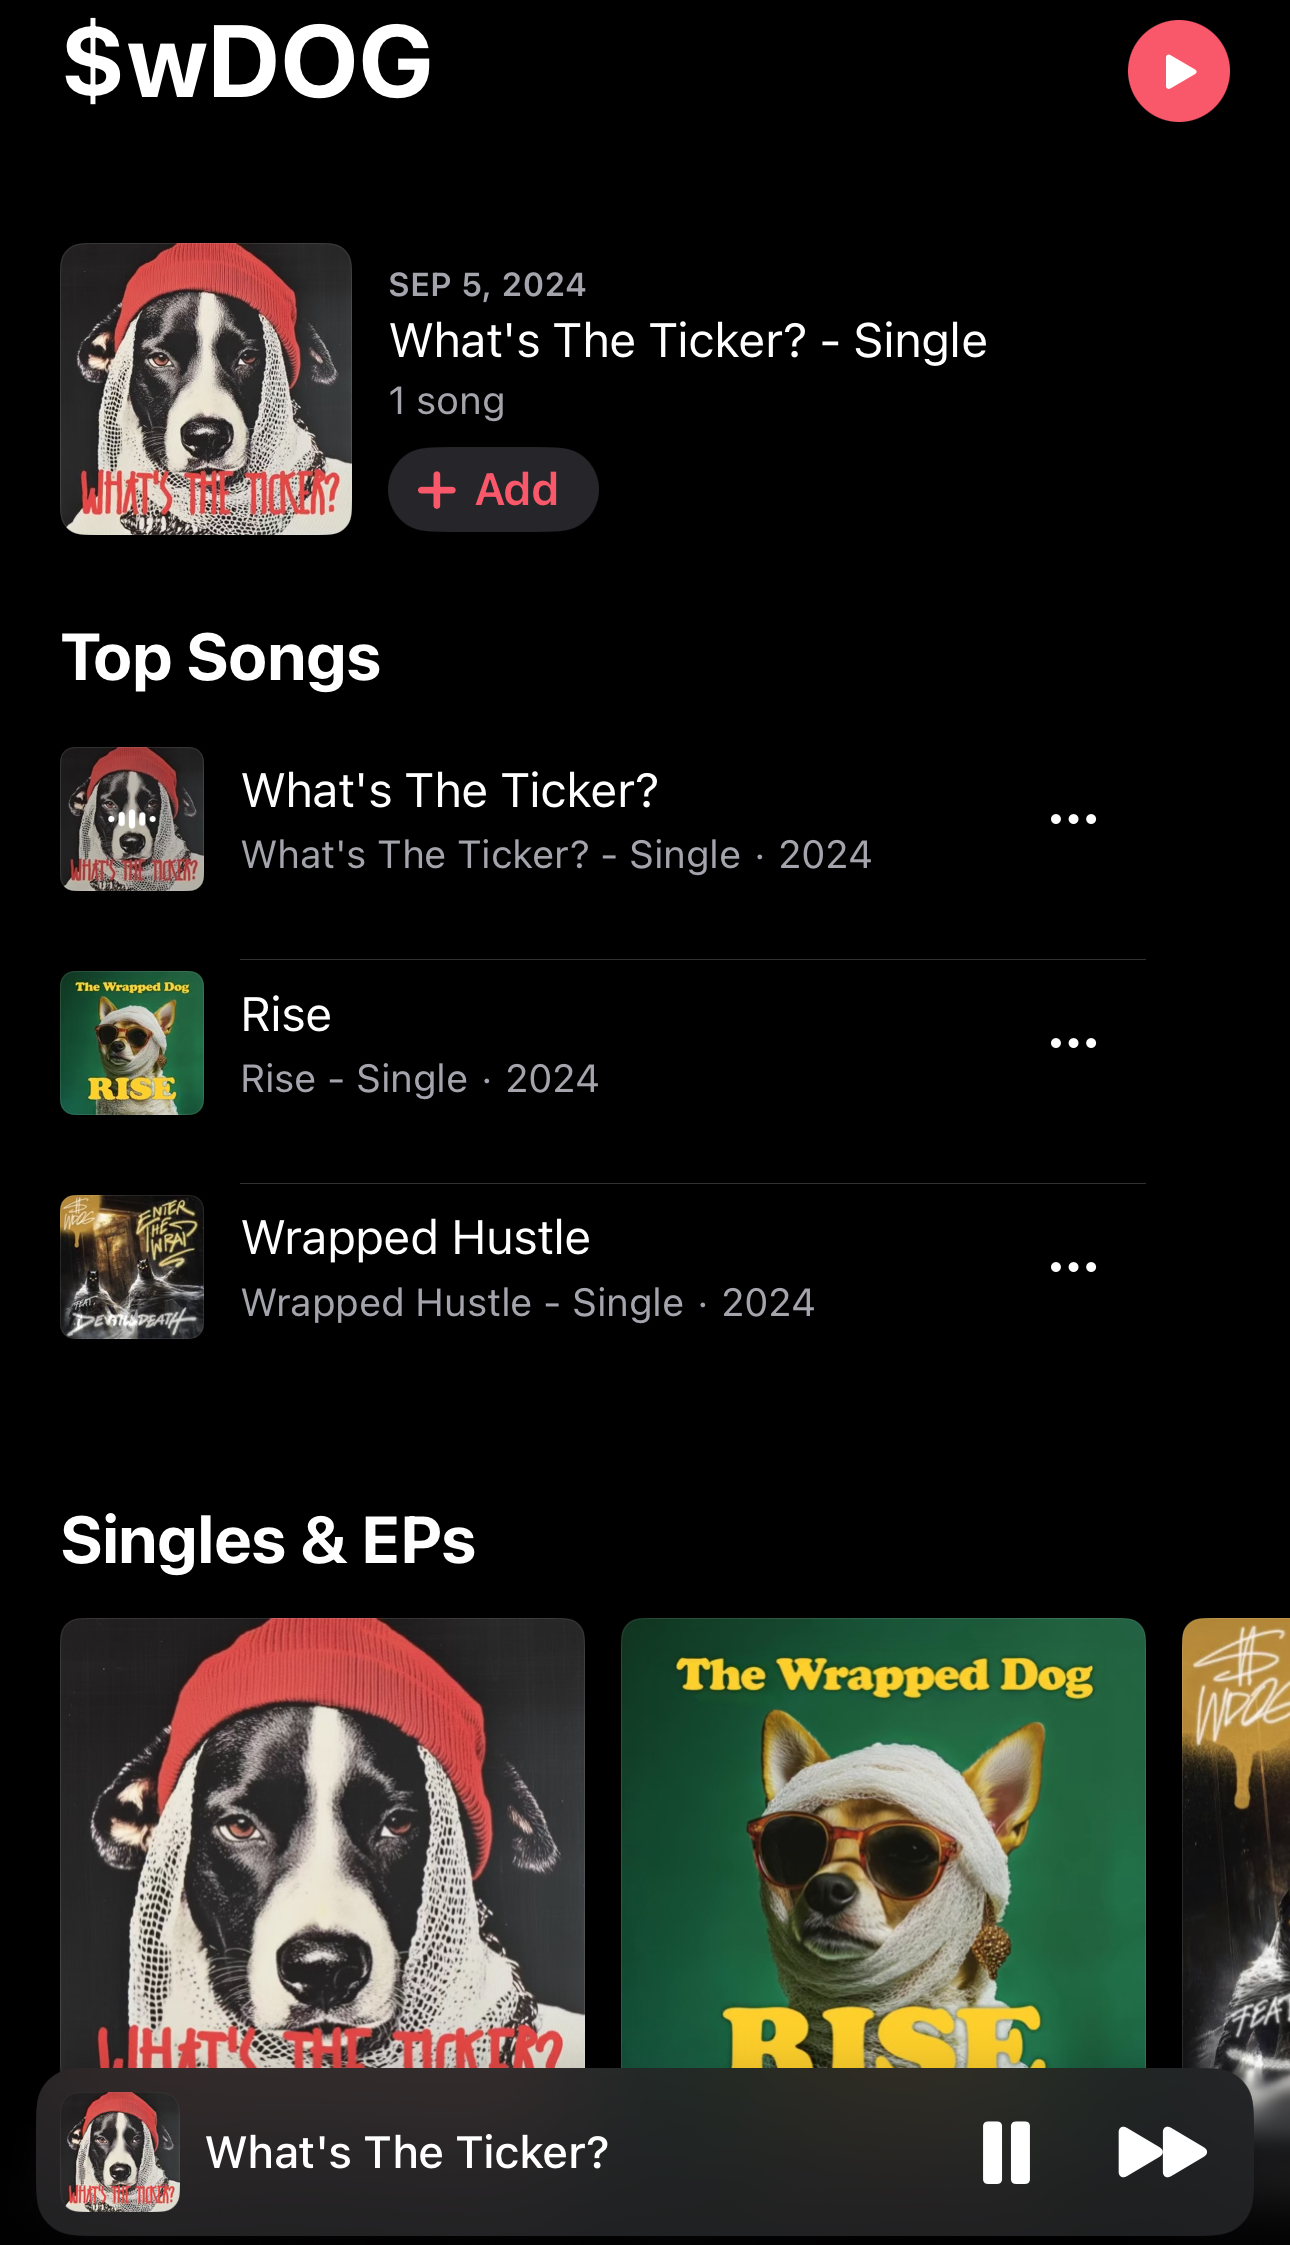 $wDOG
WHAT'S THE TICKER?
SEP 5, 2024
What's The Ticker? - Single
1 song
+ Add
Top Songs
WHAT'S THE TICKER?
What's The Ticker?
What's The Ticker? - Single · 2024
The Wrapped Dog
RISE
Rise
Rise - Single · 2024
$
WDOG
ENTER
THE
WRAP
FEAT.
Wrapped Hustle
Wrapped Hustle - Single · 2024
Singles & EPs
WHAT'S THE TICKER?
The Wrapped Dog
RISE
$
WDOG
FEAT
WHAT'S THE TICKER?
What's The Ticker?